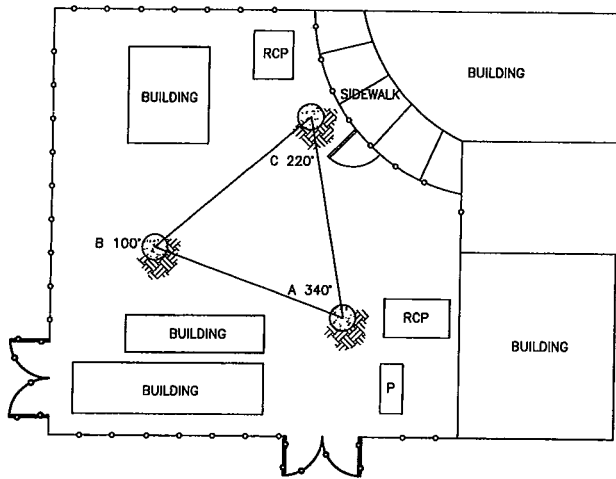 RCP
BUILDING
BUILDING
SIDEWALK
C 220°
B 100°
A 340°
RCP
BUILDING
BUILDING
BUILDING
P